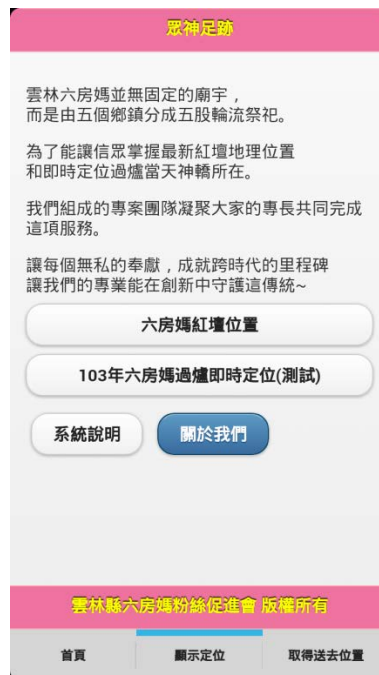 眾神足跡
雲林六房媽並無固定的廟宇，
而是由五個鄉鎮分成五股輪流祭祀。
為了能讓信眾掌握最新紅壇地理位置
和即時定位過爐當天神轎所在。
我們組成的專案團隊凝聚大家的專長共同完成
這項服務。
讓每個無私的奉獻，成就跨時代的里程碑
讓我們的專業能在創新中守護這傳統~
六房媽紅壇位置
103年六房媽過爐即時定位(測試)
系統說明
關於我們
雲林縣六房媽粉絲促進會 版權所有
首頁
顯示定位
取得送去位置